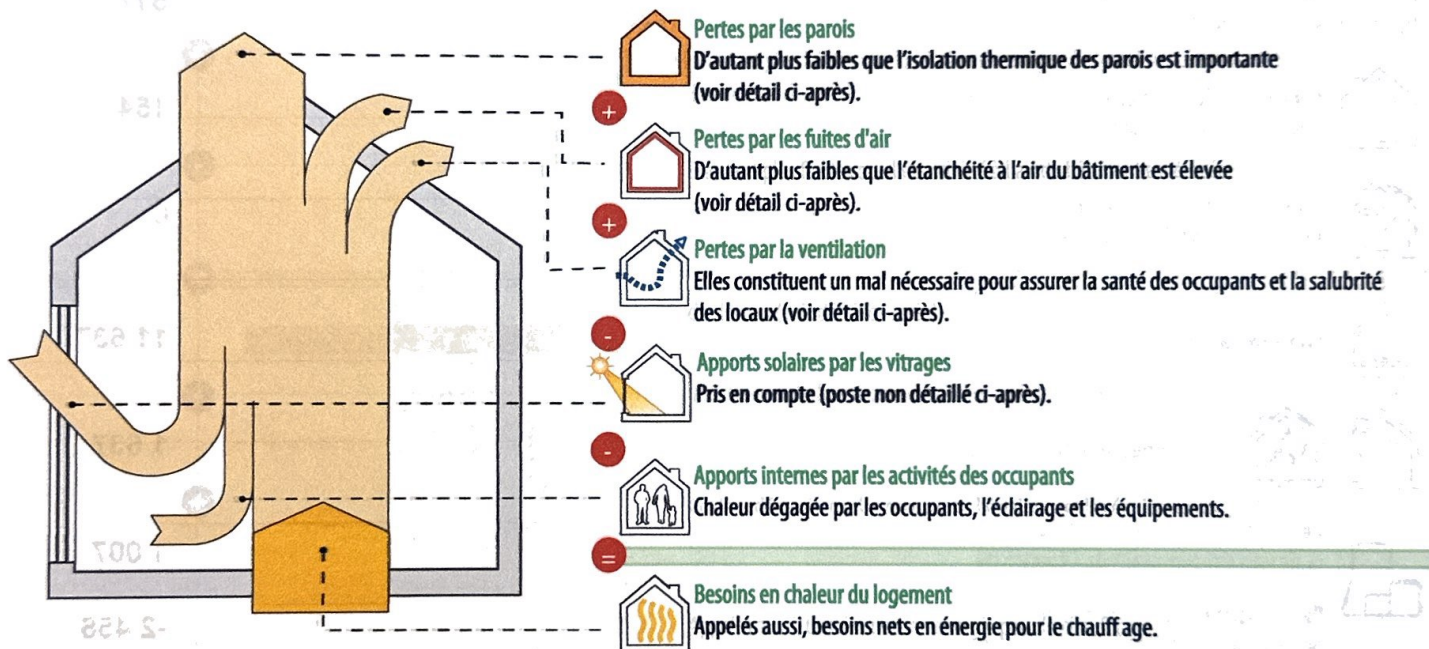 Pertes par les parois
D'autant plus faibles que l'isolation thermique des parois est importante
(voir détail ci-après).
+
Pertes par les fuites d'air
D'autant plus faibles que l'étanchéité à l'air du bâtiment est élevée
(voir détail ci-après).
+
Pertes par la ventilation
Elles constituent un mal nécessaire pour assurer la santé des occupants et la salubrité
des locaux (voir détail ci-après).
-
Apports solaires par les vitrages
Pris en compte (poste non détaillé ci-après).
-
Apports internes par les activités des occupants
Chaleur dégagée par les occupants, l'éclairage et les équipements.
=
Besoins en chaleur du logement
Appelés aussi, besoins nets en énergie pour le chauff age.